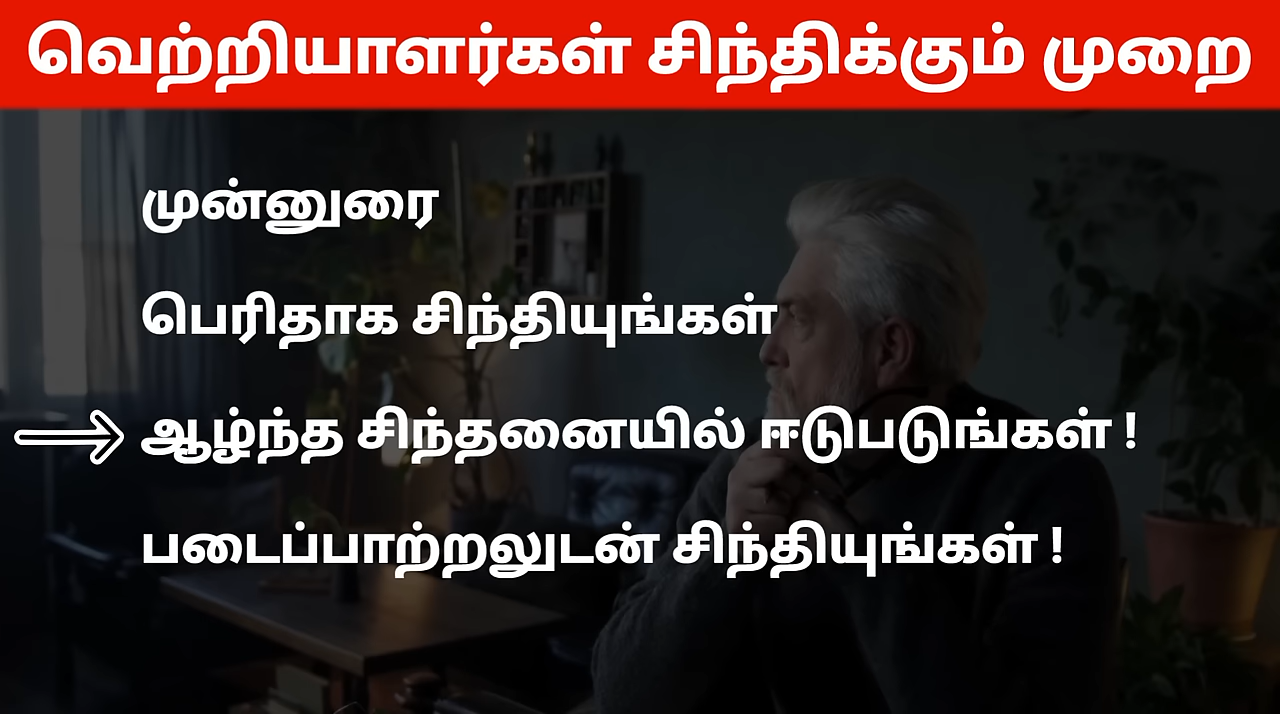 வெற்றியாளர்கள் சிந்திக்கும் முறை
முன்னுரை
பெரிதாக சிந்தியுங்கள்
ஆழ்ந்த சிந்தனையில் ஈடுபடுங்கள் !
படைப்பாற்றலுடன் சிந்தியுங்கள் !